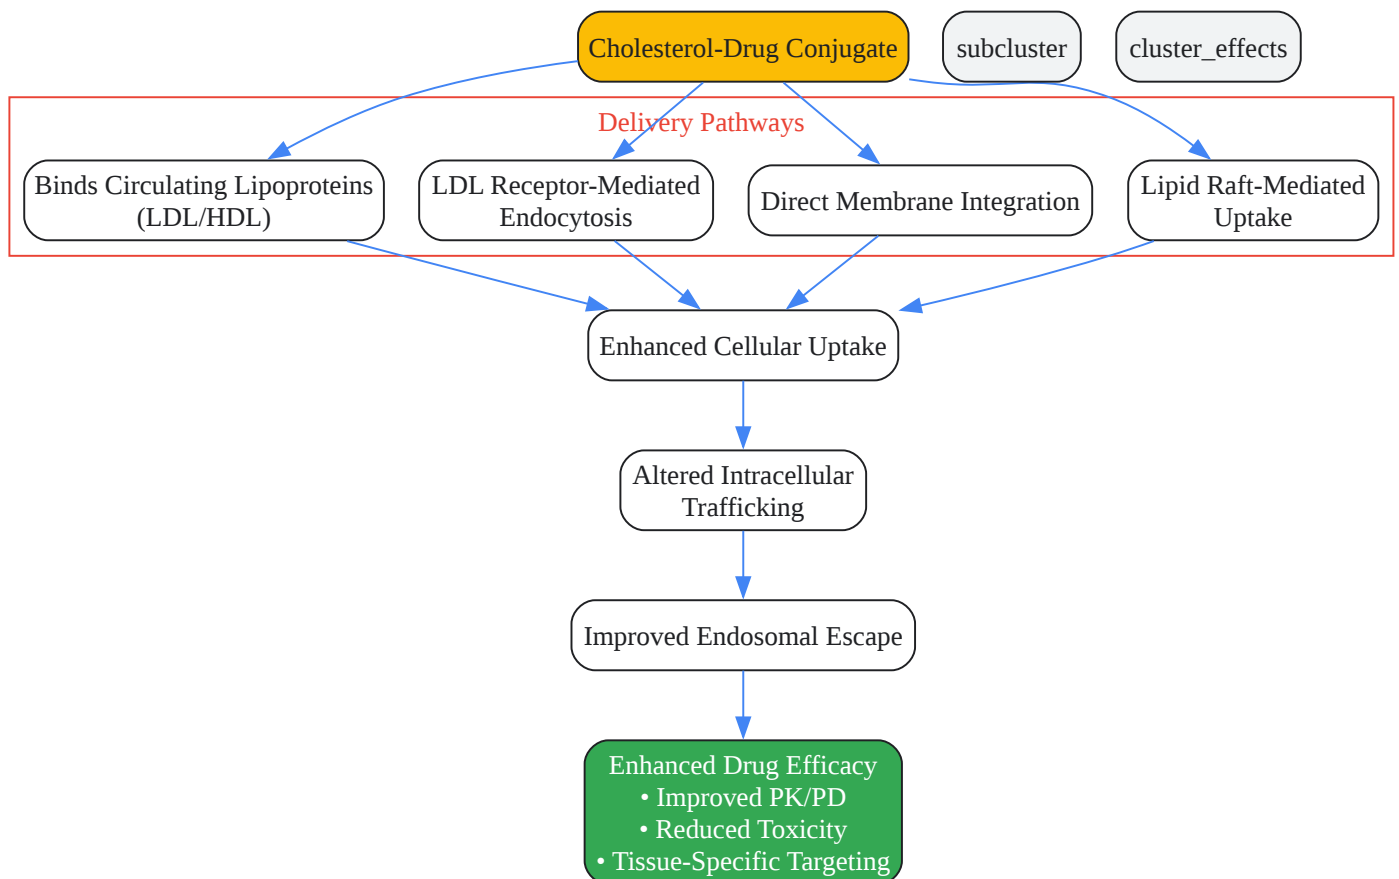 Cholesterol-Drug Conjugate
subcluster
cluster_effects
Delivery Pathways
Binds Circulating Lipoproteins
(LDL/HDL)
LDL Receptor-Mediated
Endocytosis
Direct Membrane Integration
Lipid Raft-Mediated
Uptake
Enhanced Cellular Uptake
Altered Intracellular
Trafficking
Improved Endosomal Escape
Enhanced Drug Efficacy
• Improved PK/PD
• Reduced Toxicity
• Tissue-Specific Targeting